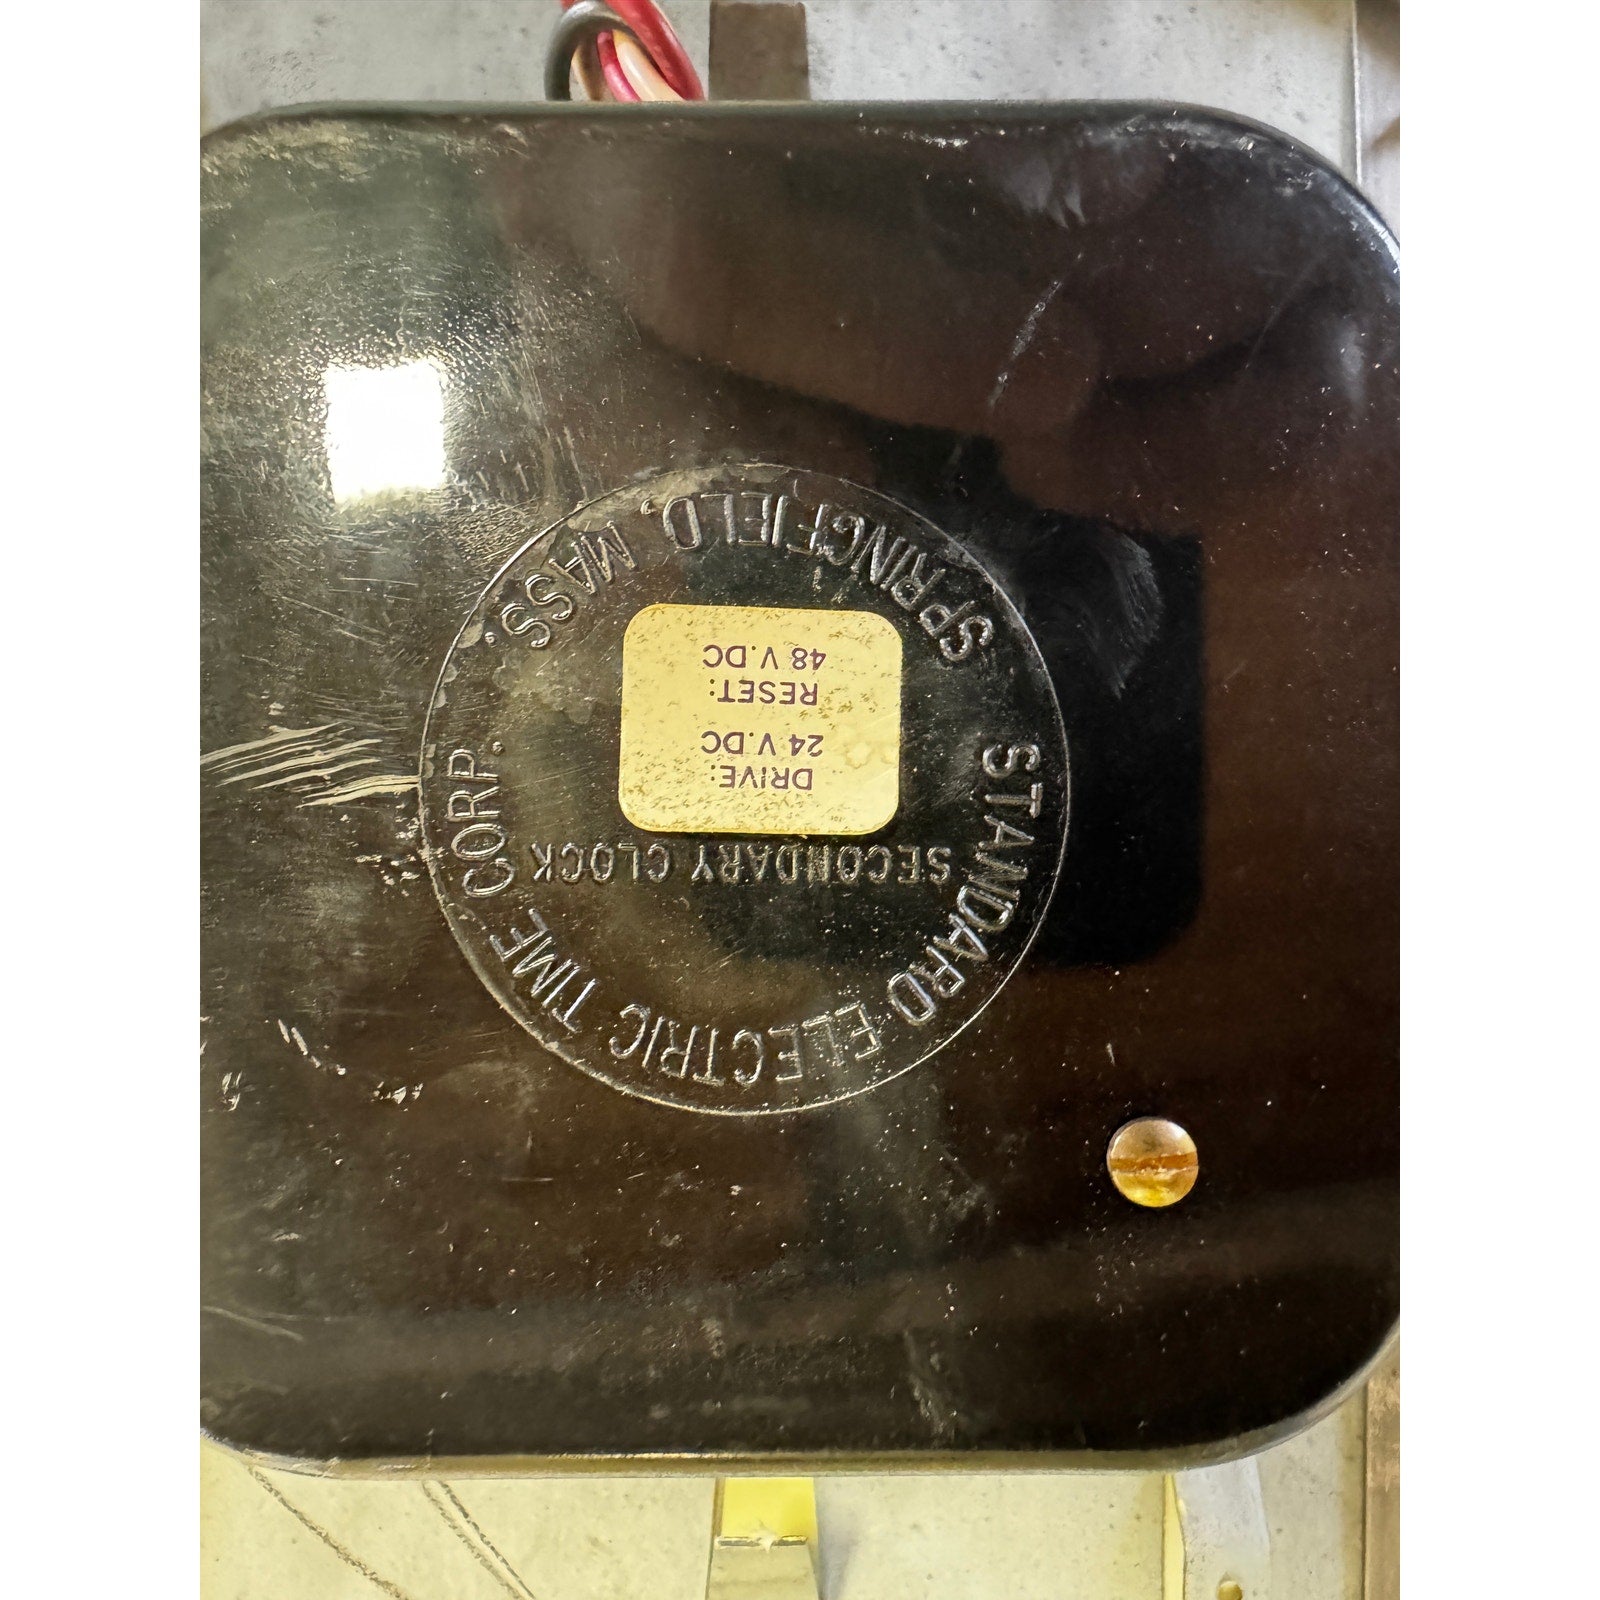 STANDARD ELECTRIC TIME CORP.
SECONDARY CLOCK
DRIVE:
24 V.DC
RESET:
48 V.DC
SPRINGFIELD, MASS.